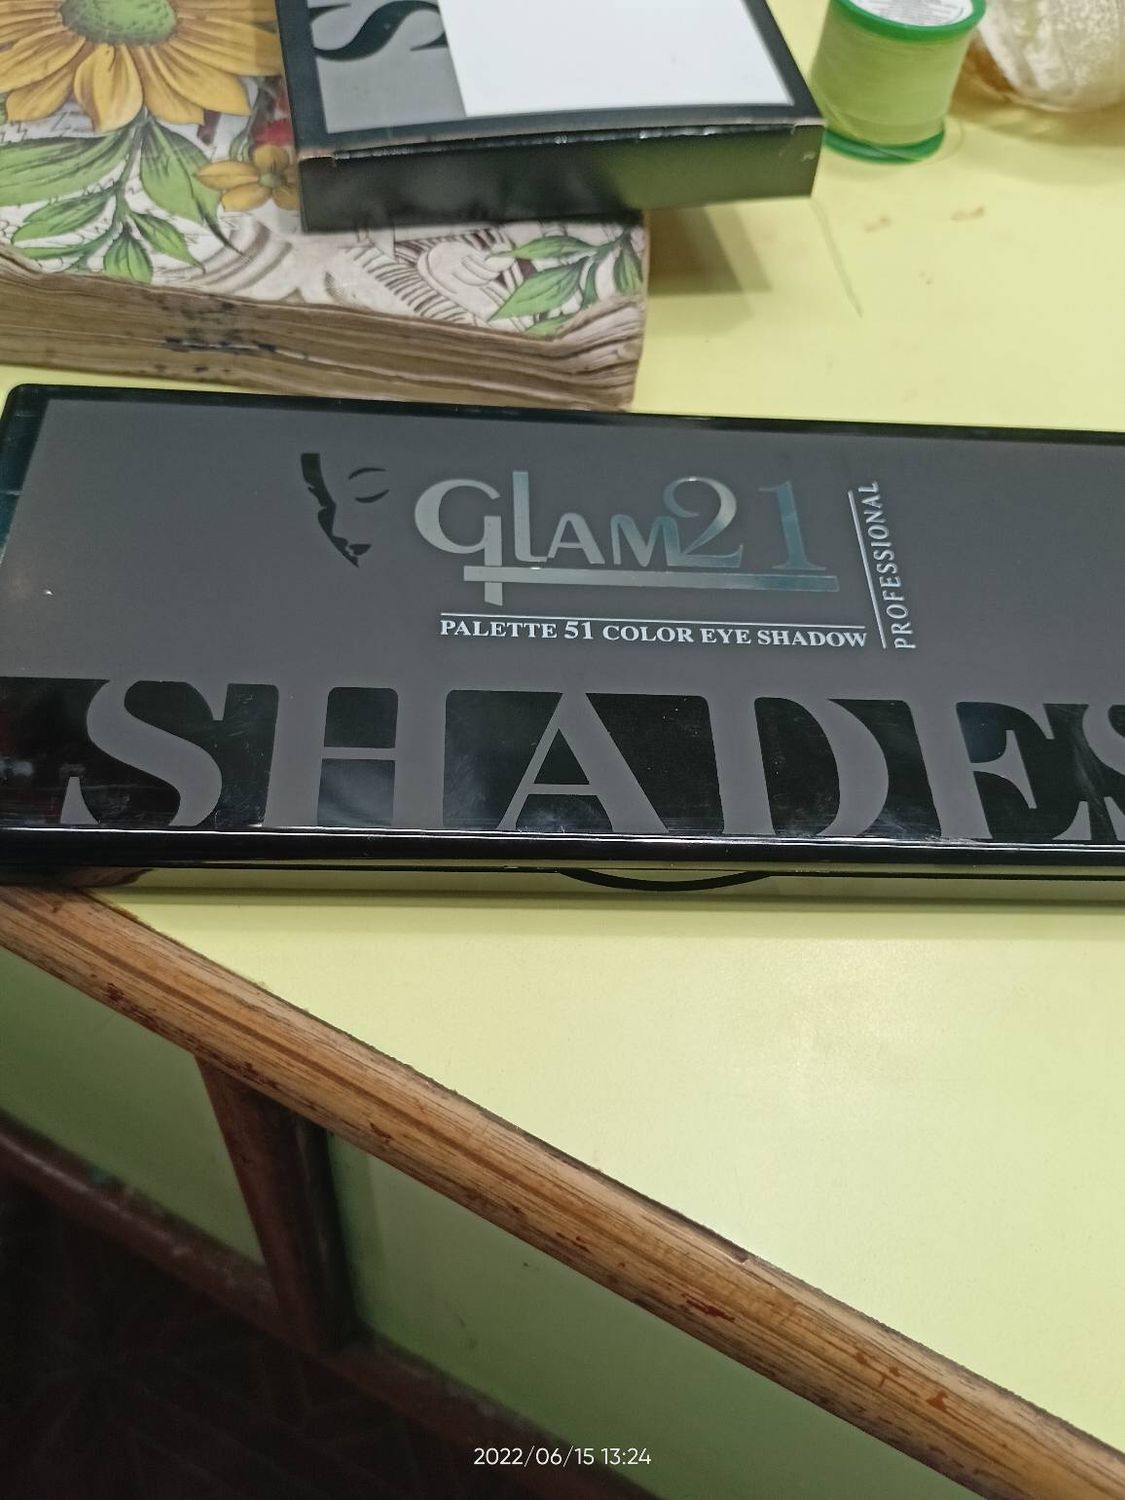 S
GLAM21
PROFESSIONAL
PALETTE 51 COLOR EYE SHADOW
SHADES
2022/06/15 13:24